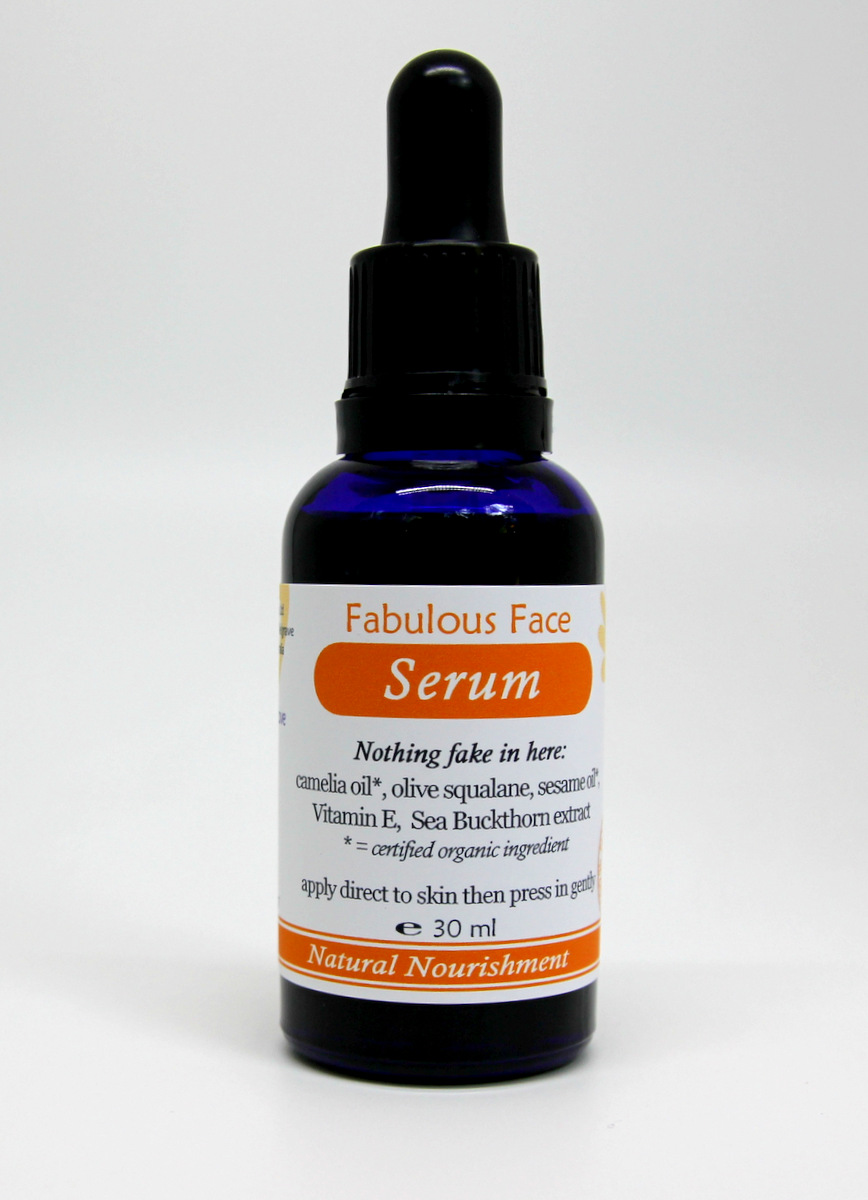 Fabulous Face
Serum
Nothing fake in here:
camelia oil*, olive squalane, sesame oil*,
Vitamin E, Sea Buckthorn extract
* = certified organic ingredient
apply direct to skin then press in gently
℮ 30 ml
Natural Nourishment